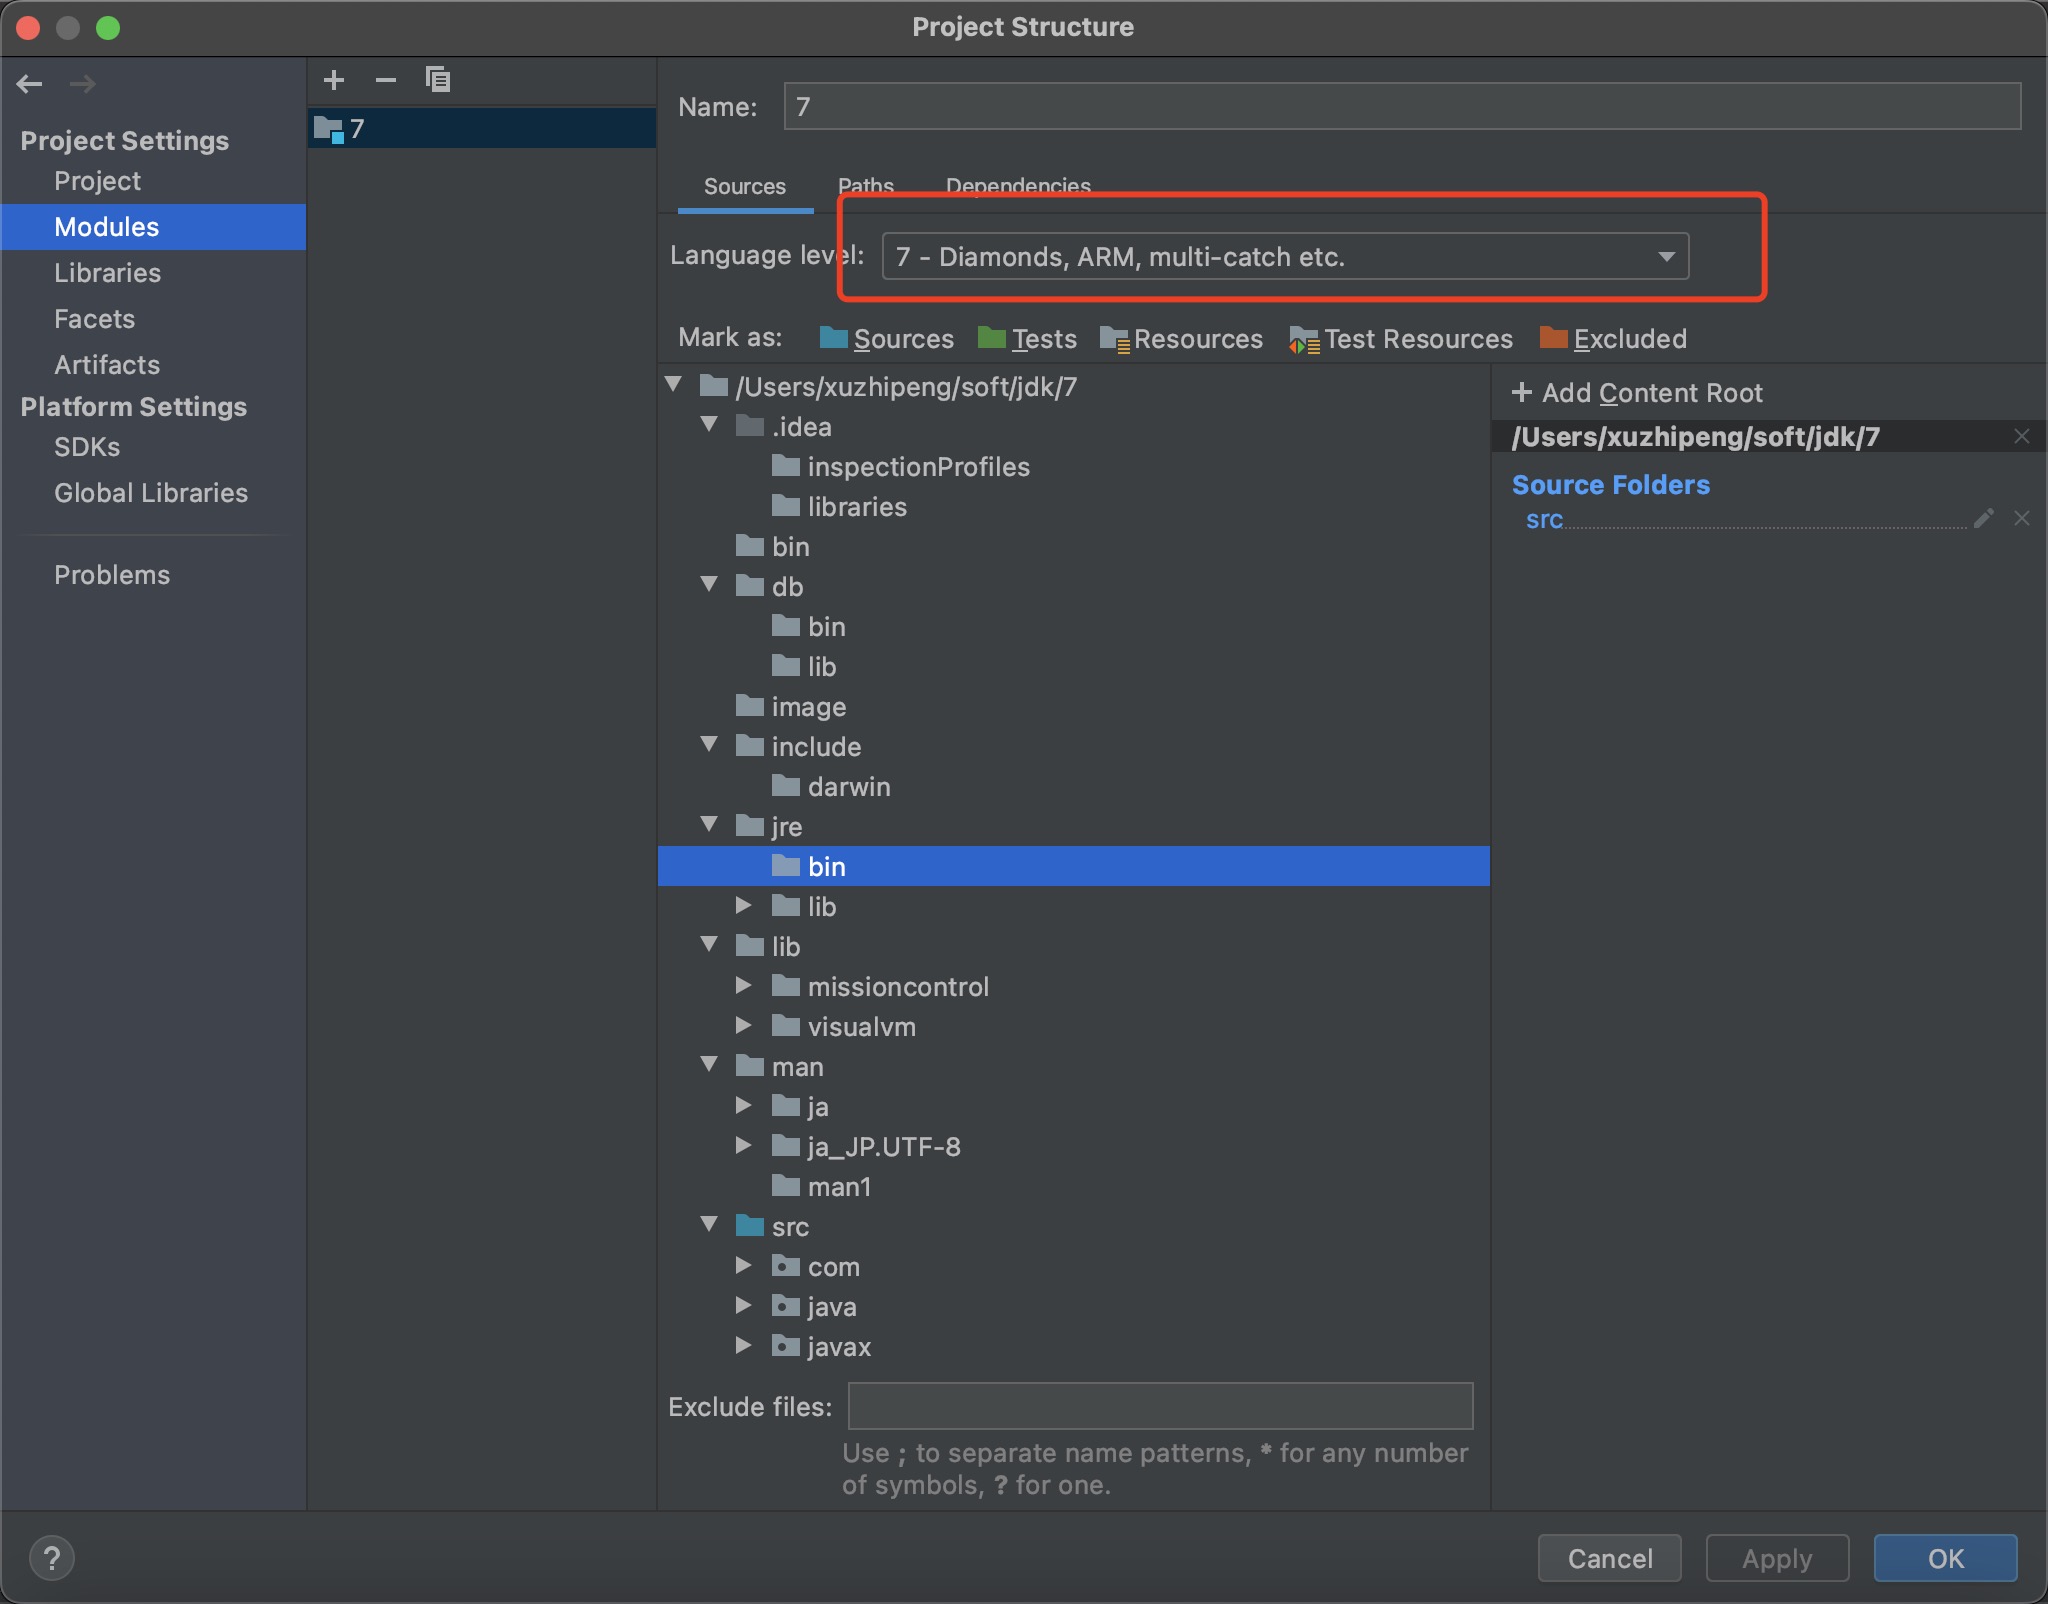 Project Structure
Project Settings
Project
Modules
Libraries
Facets
Artifacts
Platform Settings
SDKs
Global Libraries
Problems
7
Name: 7
Sources Paths Dependencies
Language level: 7 - Diamonds, ARM, multi-catch etc.
Mark as: Sources Tests Resources Test Resources Excluded
/Users/xuzhipeng/soft/jdk/7
.idea
inspectionProfiles
libraries
bin
db
bin
lib
image
include
darwin
jre
bin
lib
lib
missioncontrol
visualvm
man
ja
ja_JP.UTF-8
man1
src
com
java
javax
Add Content Root
/Users/xuzhipeng/soft/jdk/7
Source Folders
src
Exclude files:
Use ; to separate name patterns, * for any number
of symbols, ? for one.
?
Cancel Apply OK